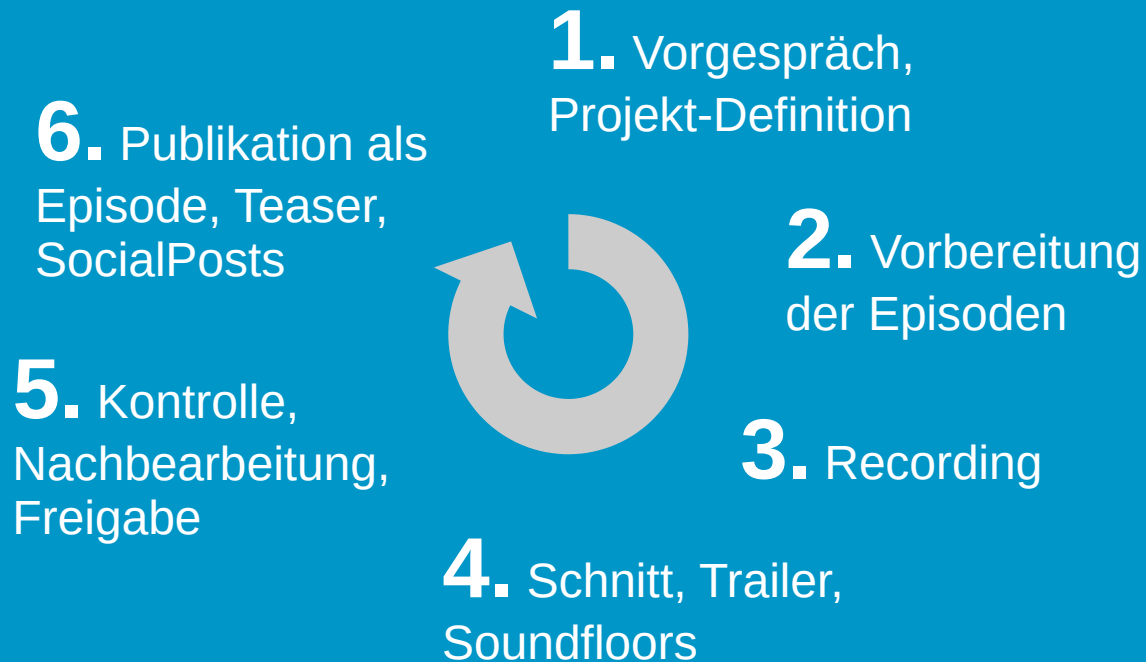 1. Vorgespräch,
Projekt-Definition
2. Vorbereitung
der Episoden
3. Recording
4. Schnitt, Trailer,
Soundfloors
5. Kontrolle,
Nachbearbeitung,
Freigabe
6. Publikation als
Episode, Teaser,
SocialPosts